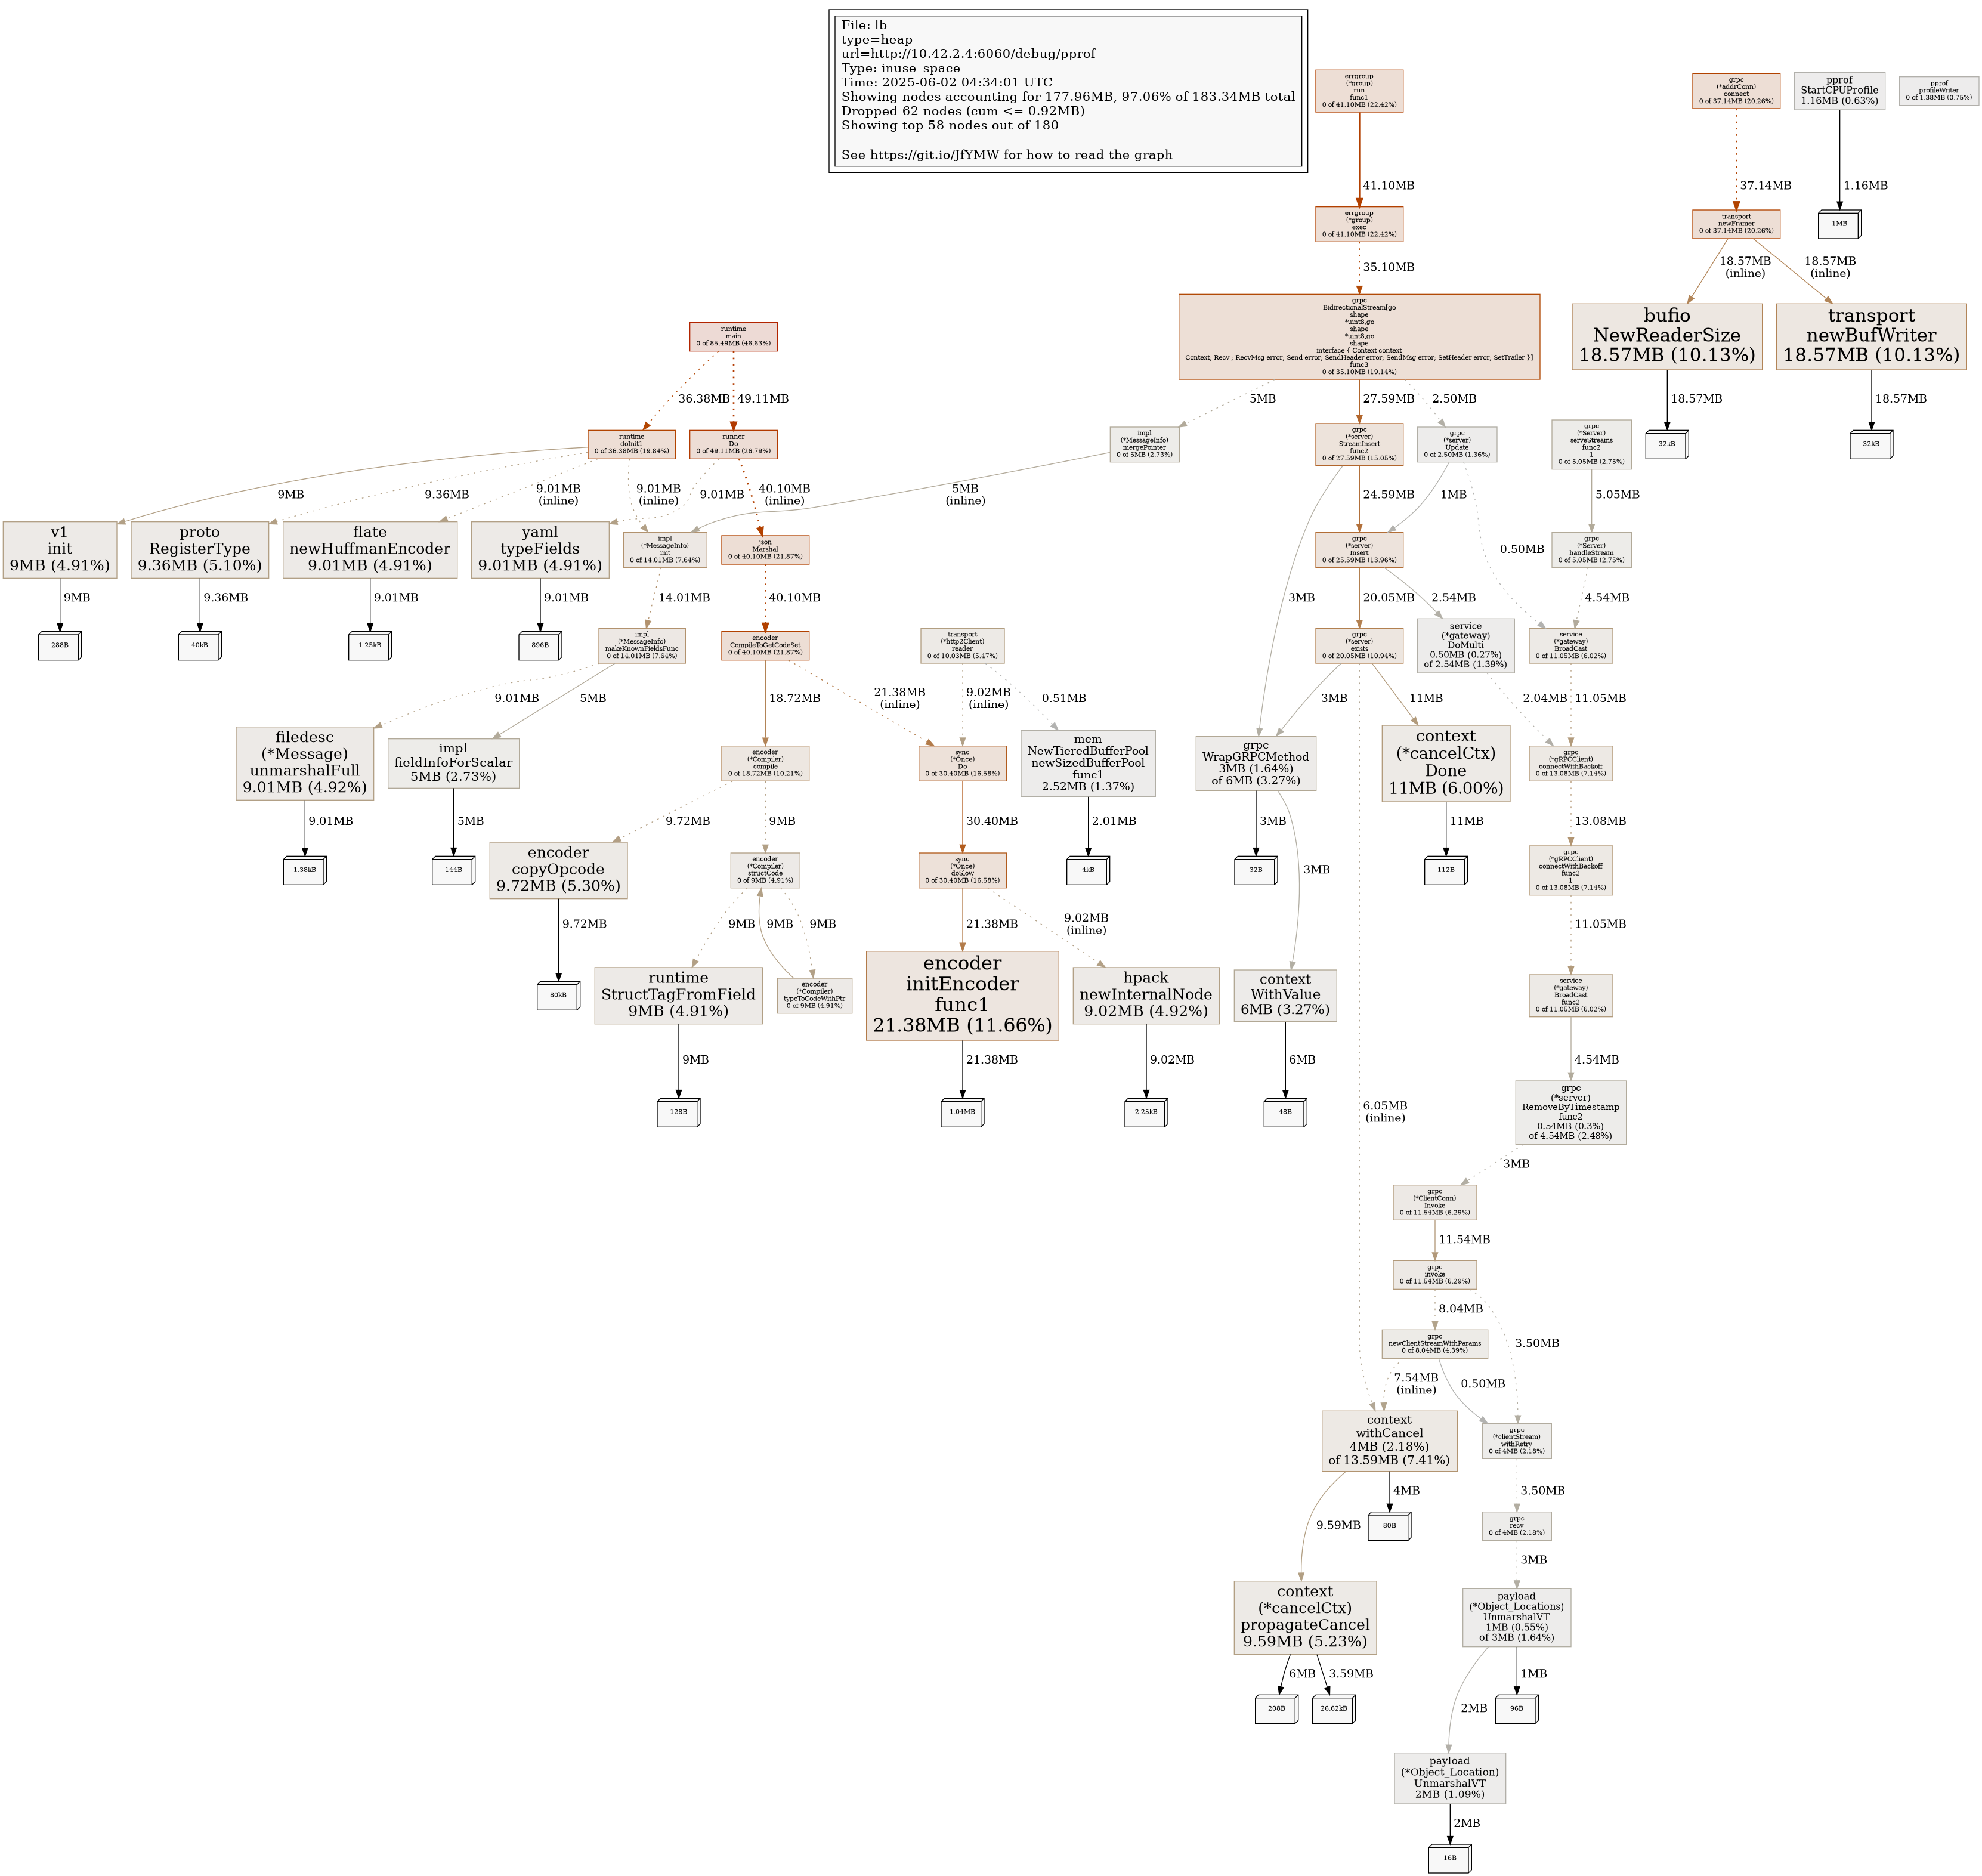 File: lb
type=heap
url=http://10.42.2.4:6060/debug/pprof
Type: inuse_space
Time: 2025-06-02 04:34:01 UTC
Showing nodes accounting for 177.96MB, 97.06% of 183.34MB total
Dropped 62 nodes (cum <= 0.92MB)
Showing top 58 nodes out of 180
See https://git.io/JfYMW for how to read the graph
errgroup
(*group)
run
func1
0 of 41.10MB (22.42%)
grpc
(*addrConn)
connect
0 of 37.14MB (20.26%)
pprof
StartCPUProfile
1.16MB (0.63%)
pprof
profileWriter
0 of 1.38MB (0.75%)
41.10MB
37.14MB
1.16MB
errgroup
(*group)
exec
0 of 41.10MB (22.42%)
transport
newFramer
0 of 37.14MB (20.26%)
1MB
35.10MB
18.57MB
(inline)
18.57MB
(inline)
grpc
BidirectionalStream[go
shape
*uint8,go
shape
*uint8,go
shape
interface { Context context
Context; Recv ; RecvMsg error; Send error; SendHeader error; SendMsg error; SetHeader error; SetTrailer }]
func3
0 of 35.10MB (19.14%)
bufio
NewReaderSize
18.57MB (10.13%)
transport
newBufWriter
18.57MB (10.13%)
runtime
main
0 of 85.49MB (46.63%)
36.38MB
49.11MB
5MB
27.59MB
2.50MB
18.57MB
18.57MB
runtime
doInit1
0 of 36.38MB (19.84%)
runner
Do
0 of 49.11MB (26.79%)
impl
(*MessageInfo)
mergePointer
0 of 5MB (2.73%)
grpc
(*server)
StreamInsert
func2
0 of 27.59MB (15.05%)
grpc
(*server)
Update
0 of 2.50MB (1.36%)
grpc
(*Server)
serveStreams
func2
1
0 of 5.05MB (2.75%)
32kB
32kB
9MB
9.36MB
9.01MB
(inline)
9.01MB
(inline)
9.01MB
40.10MB
(inline)
5MB
(inline)
24.59MB
1MB
0.50MB
5.05MB
v1
init
9MB (4.91%)
proto
RegisterType
9.36MB (5.10%)
flate
newHuffmanEncoder
9.01MB (4.91%)
yaml
typeFields
9.01MB (4.91%)
impl
(*MessageInfo)
init
0 of 14.01MB (7.64%)
json
Marshal
0 of 40.10MB (21.87%)
grpc
(*server)
Insert
0 of 25.59MB (13.96%)
grpc
(*Server)
handleStream
0 of 5.05MB (2.75%)
9MB
9.36MB
9.01MB
9.01MB
14.01MB
40.10MB
3MB
20.05MB
2.54MB
4.54MB
288B
40kB
1.25kB
896B
impl
(*MessageInfo)
makeKnownFieldsFunc
0 of 14.01MB (7.64%)
encoder
CompileToGetCodeSet
0 of 40.10MB (21.87%)
transport
(*http2Client)
reader
0 of 10.03MB (5.47%)
grpc
(*server)
exists
0 of 20.05MB (10.94%)
service
(*gateway)
DoMulti
0.50MB (0.27%)
of 2.54MB (1.39%)
service
(*gateway)
BroadCast
0 of 11.05MB (6.02%)
9.01MB
5MB
18.72MB
21.38MB
(inline)
9.02MB
(inline)
0.51MB
3MB
11MB
2.04MB
11.05MB
filedesc
(*Message)
unmarshalFull
9.01MB (4.92%)
impl
fieldInfoForScalar
5MB (2.73%)
encoder
(*Compiler)
compile
0 of 18.72MB (10.21%)
sync
(*Once)
Do
0 of 30.40MB (16.58%)
mem
NewTieredBufferPool
newSizedBufferPool
func1
2.52MB (1.37%)
grpc
WrapGRPCMethod
3MB (1.64%)
of 6MB (3.27%)
context
(*cancelCtx)
Done
11MB (6.00%)
grpc
(*gRPCClient)
connectWithBackoff
0 of 13.08MB (7.14%)
9.01MB
5MB
9.72MB
9MB
30.40MB
2.01MB
3MB
3MB
11MB
13.08MB
1.38kB
144B
encoder
copyOpcode
9.72MB (5.30%)
encoder
(*Compiler)
structCode
0 of 9MB (4.91%)
sync
(*Once)
doSlow
0 of 30.40MB (16.58%)
4kB
32B
112B
grpc
(*gRPCClient)
connectWithBackoff
func2
1
0 of 13.08MB (7.14%)
9.72MB
9MB
9MB
9MB
21.38MB
9.02MB
(inline)
11.05MB
80kB
runtime
StructTagFromField
9MB (4.91%)
encoder
(*Compiler)
typeToCodeWithPtr
0 of 9MB (4.91%)
encoder
initEncoder
func1
21.38MB (11.66%)
hpack
newInternalNode
9.02MB (4.92%)
context
WithValue
6MB (3.27%)
service
(*gateway)
BroadCast
func2
0 of 11.05MB (6.02%)
9MB
21.38MB
9.02MB
6MB
4.54MB
128B
1.04MB
2.25kB
48B
6.05MB
(inline)
grpc
(*server)
RemoveByTimestamp
func2
0.54MB (0.3%)
of 4.54MB (2.48%)
3MB
grpc
(*ClientConn)
Invoke
0 of 11.54MB (6.29%)
11.54MB
grpc
invoke
0 of 11.54MB (6.29%)
8.04MB
3.50MB
grpc
newClientStreamWithParams
0 of 8.04MB (4.39%)
7.54MB
(inline)
0.50MB
context
withCancel
4MB (2.18%)
of 13.59MB (7.41%)
grpc
(*clientStream)
withRetry
0 of 4MB (2.18%)
9.59MB
4MB
3.50MB
80B
grpc
recv
0 of 4MB (2.18%)
3MB
context
(*cancelCtx)
propagateCancel
9.59MB (5.23%)
payload
(*Object_Locations)
UnmarshalVT
1MB (0.55%)
of 3MB (1.64%)
6MB
3.59MB
2MB
1MB
208B
26.62kB
96B
payload
(*Object_Location)
UnmarshalVT
2MB (1.09%)
2MB
16B